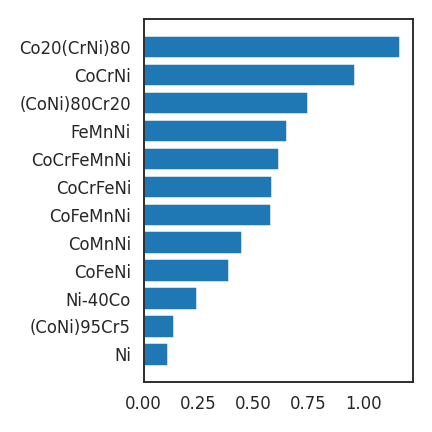 Co20(CrNi)80
CoCrNi
(CoNi)80Cr20
FeMnNi
CoCrFeMnNi
CoCrFeNi
CoFeMnNi
CoMnNi
CoFeNi
Ni-40Co
(CoNi)95Cr5
Ni
0.00 0.25 0.50 0.75 1.00